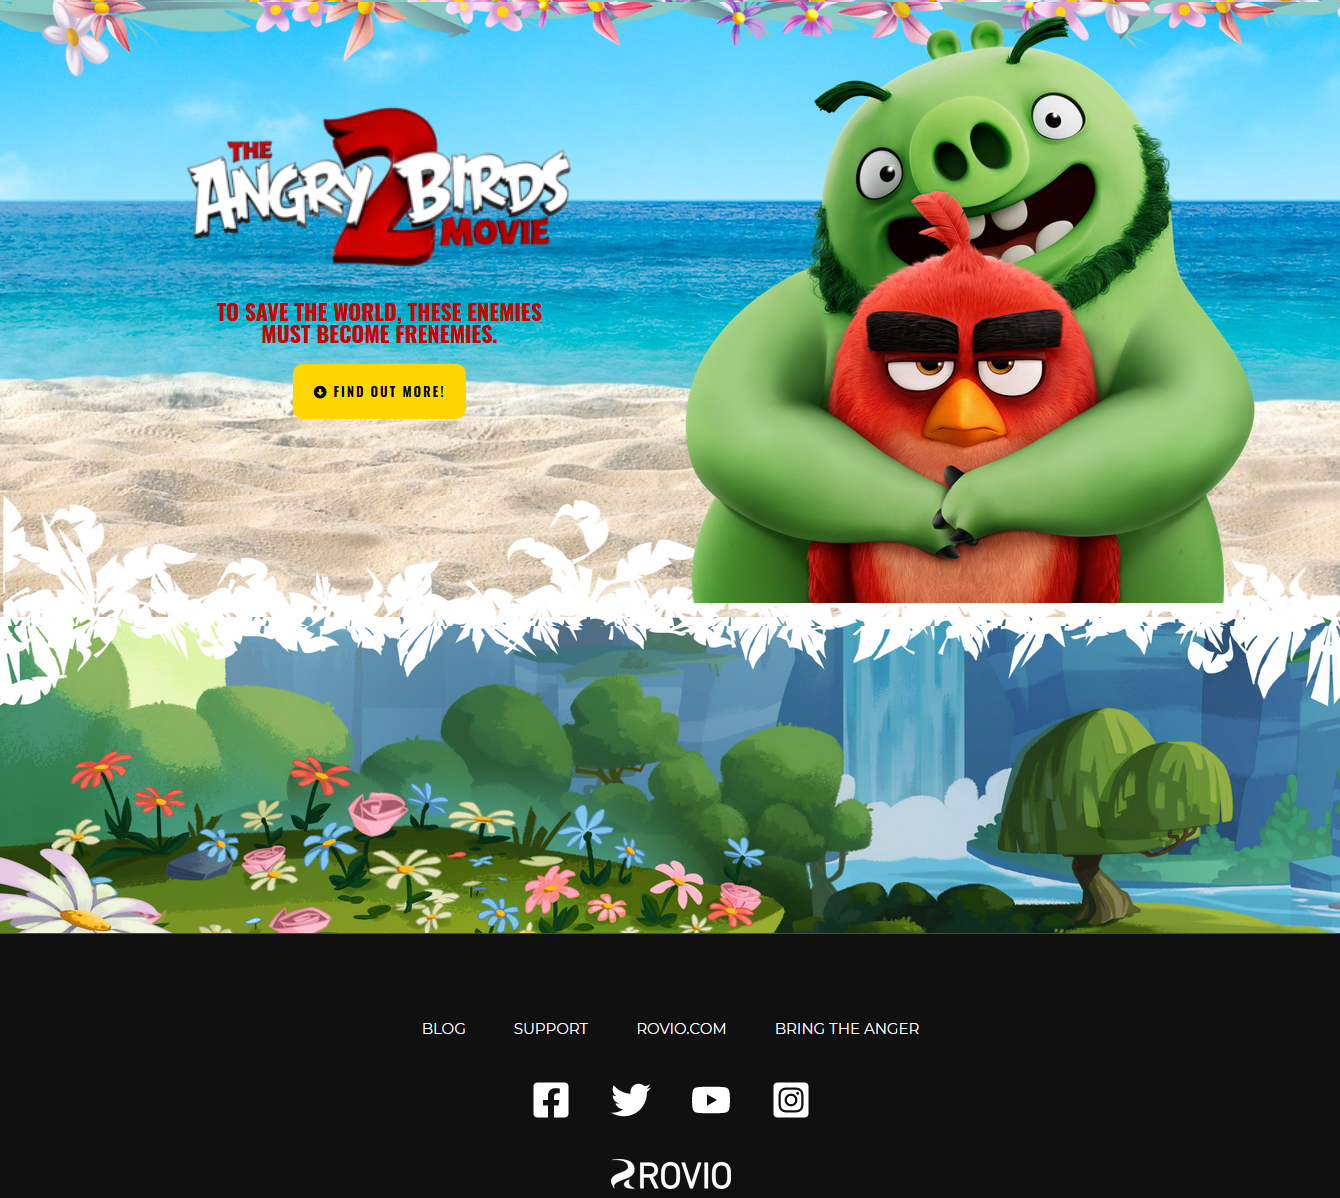 THE
ANGRY 2 BIRDS
MOVIE
TO SAVE THE WORLD, THESE ENEMIES
MUST BECOME FRENEMIES.
FIND OUT MORE!
BLOG SUPPORT ROVIO.COM BRING THE ANGER
ROVIO